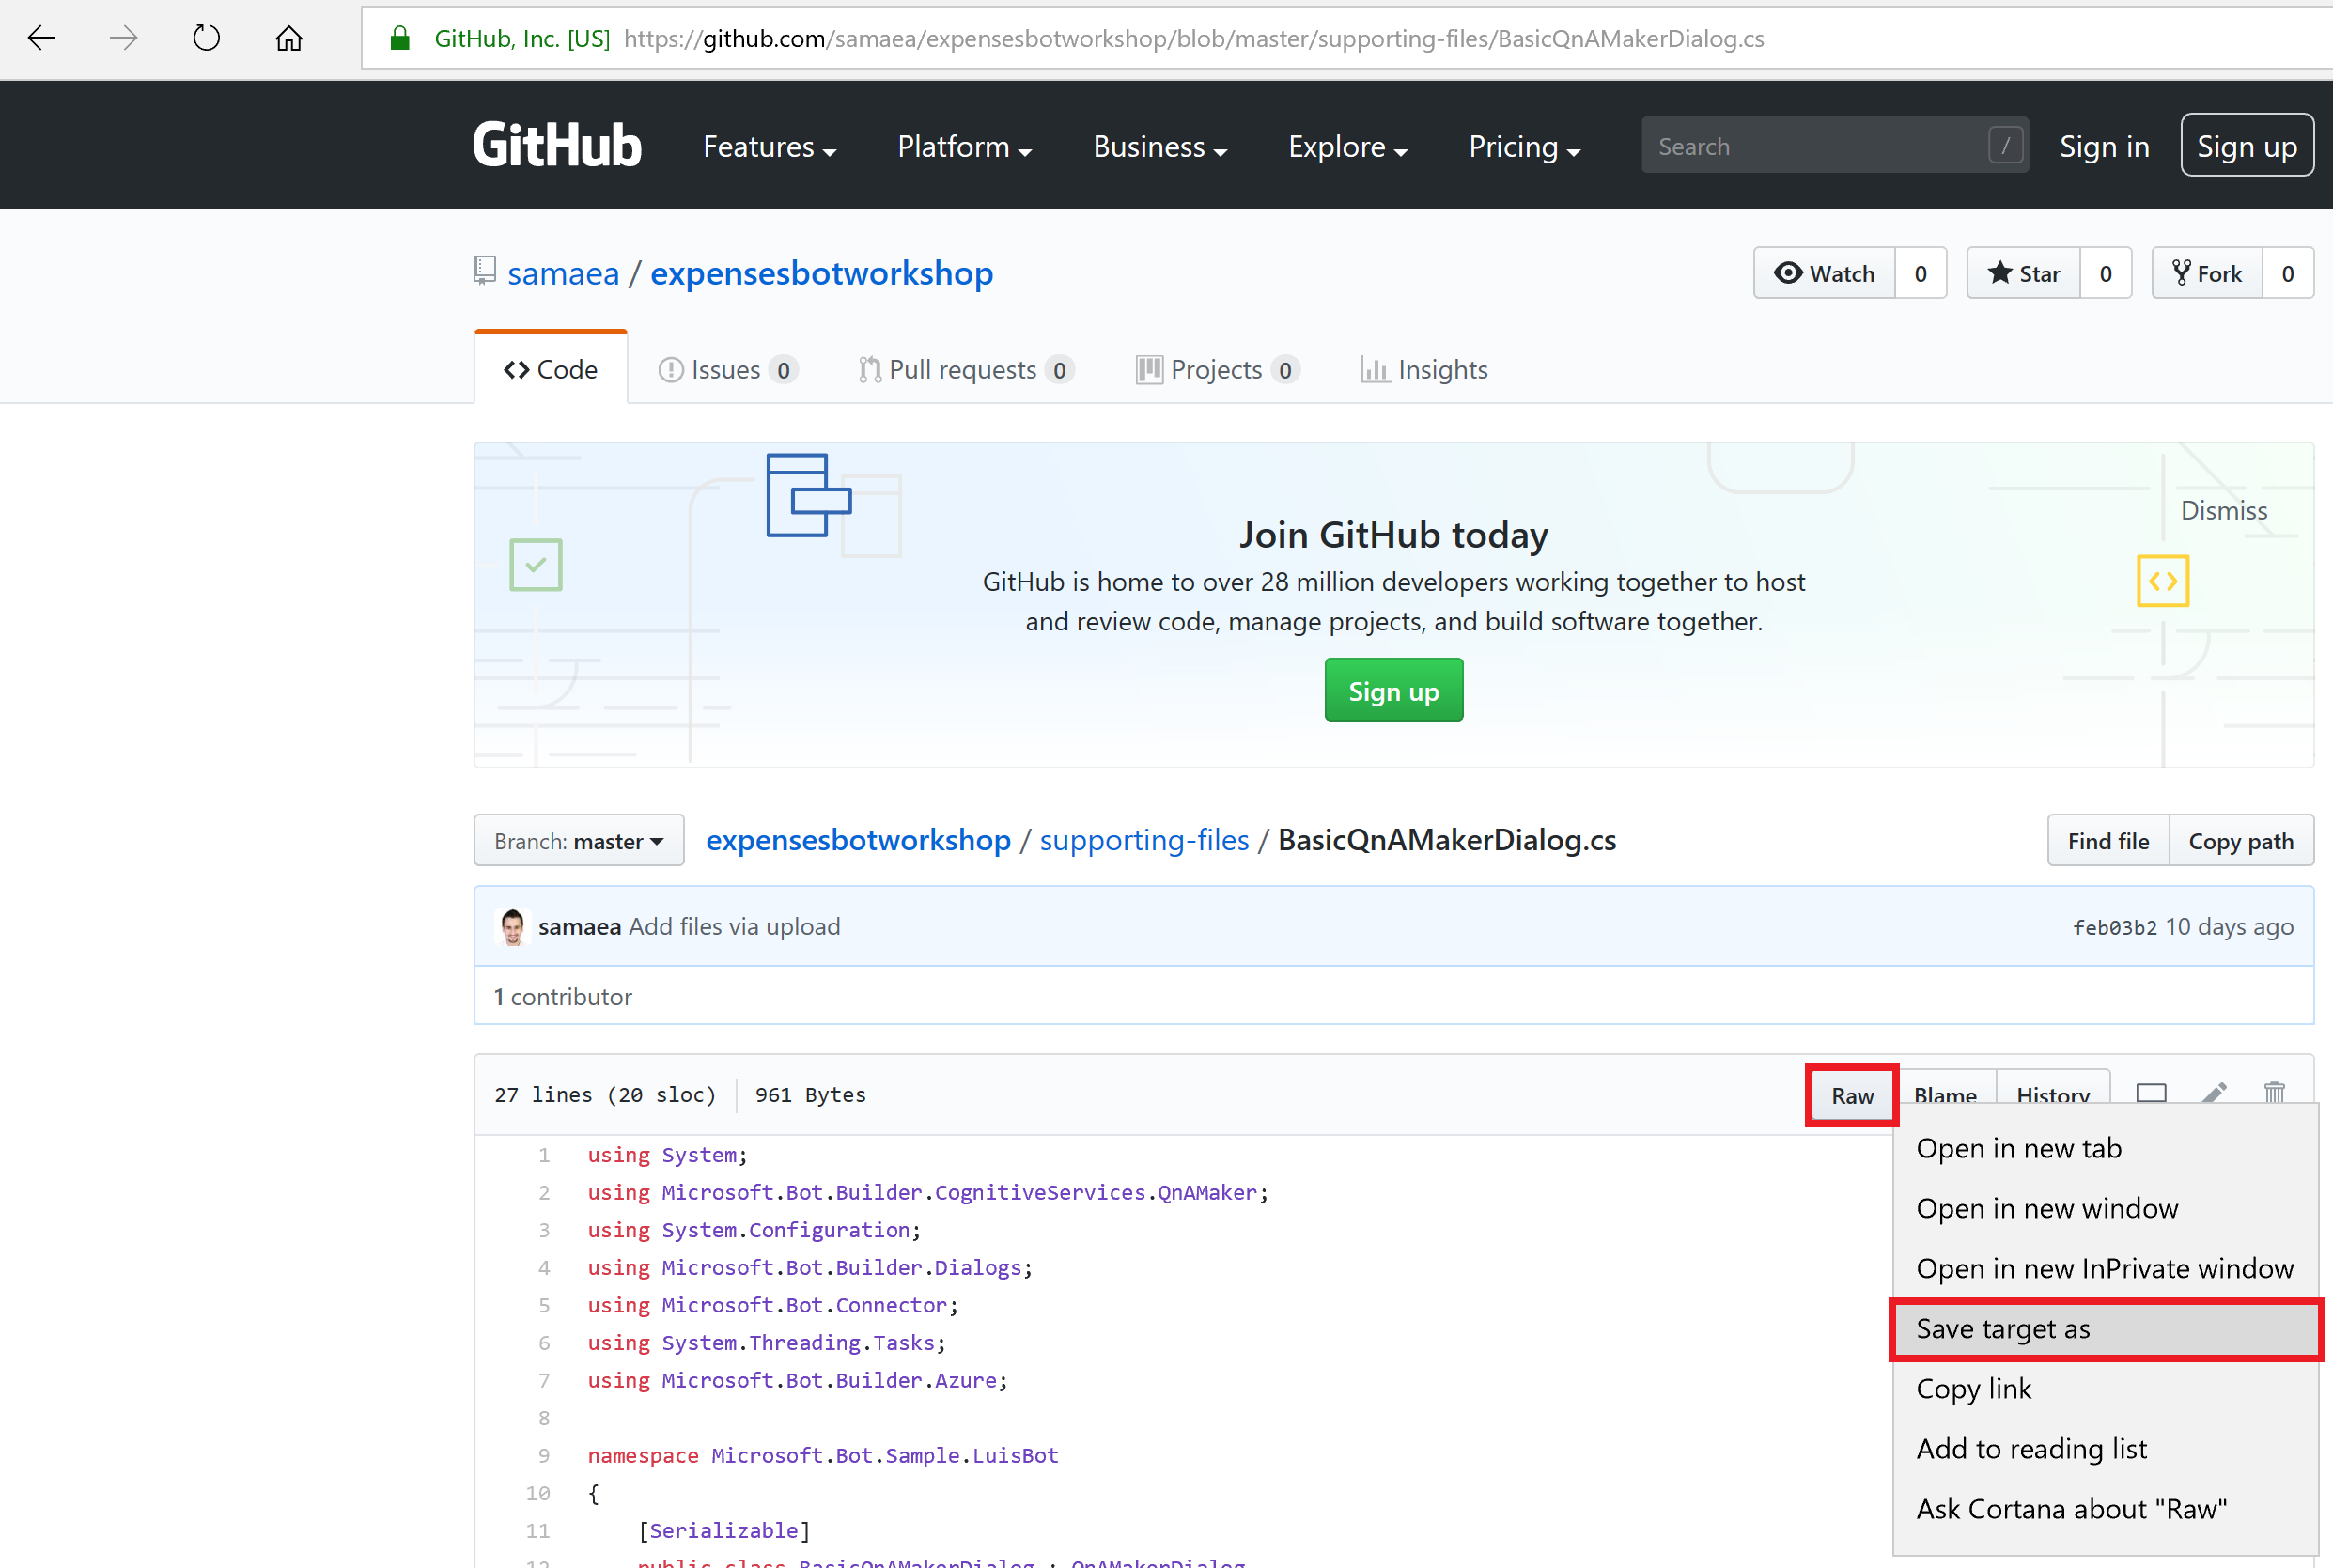 GitHub, Inc. [US] https://github.com/samaea/expensesbotworkshop/blob/master/supporting-files/BasicQnAMakerDialog.cs
GitHub Features Platform Business Explore Pricing Search / Sign in Sign up
samaea / expensesbotworkshop Watch 0 Star 0 Fork 0
Code Issues 0 Pull requests 0 Projects 0 Insights
Dismiss
Join GitHub today
GitHub is home to over 28 million developers working together to host
and review code, manage projects, and build software together.
Sign up
Branch: master expensesbotworkshop / supporting-files / BasicQnAMakerDialog.cs Find file Copy path
samaea Add files via upload feb03b2 10 days ago
1 contributor
27 lines (20 sloc) 961 Bytes Raw Blame History
1 using System;
2 using Microsoft.Bot.Builder.CognitiveServices.QnAMaker;
3 using System.Configuration;
4 using Microsoft.Bot.Builder.Dialogs;
5 using Microsoft.Bot.Connector;
6 using System.Threading.Tasks;
7 using Microsoft.Bot.Builder.Azure;
8
9 namespace Microsoft.Bot.Sample.LuisBot
10 {
11 [Serializable]
12 public class BasicQnAMakerDialog : QnAMakerDialog
Open in new tab
Open in new window
Open in new InPrivate window
Save target as
Copy link
Add to reading list
Ask Cortana about "Raw"